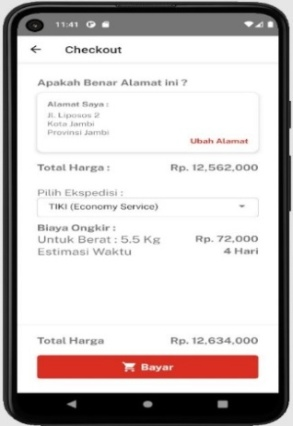 11:41
Checkout
Apakah Benar Alamat ini ?
Alamat Saya :
Jl. Liposos 2
Kota Jambi
Provinsi Jambi
Ubah Alamat
Total Harga : Rp. 12,562,000
Pilih Ekspedisi :
TIKI (Economy Service)
Biaya Ongkir :
Untuk Berat : 5.5 Kg Rp. 72,000
Estimasi Waktu 4 Hari
Total Harga Rp. 12,634,000
Bayar